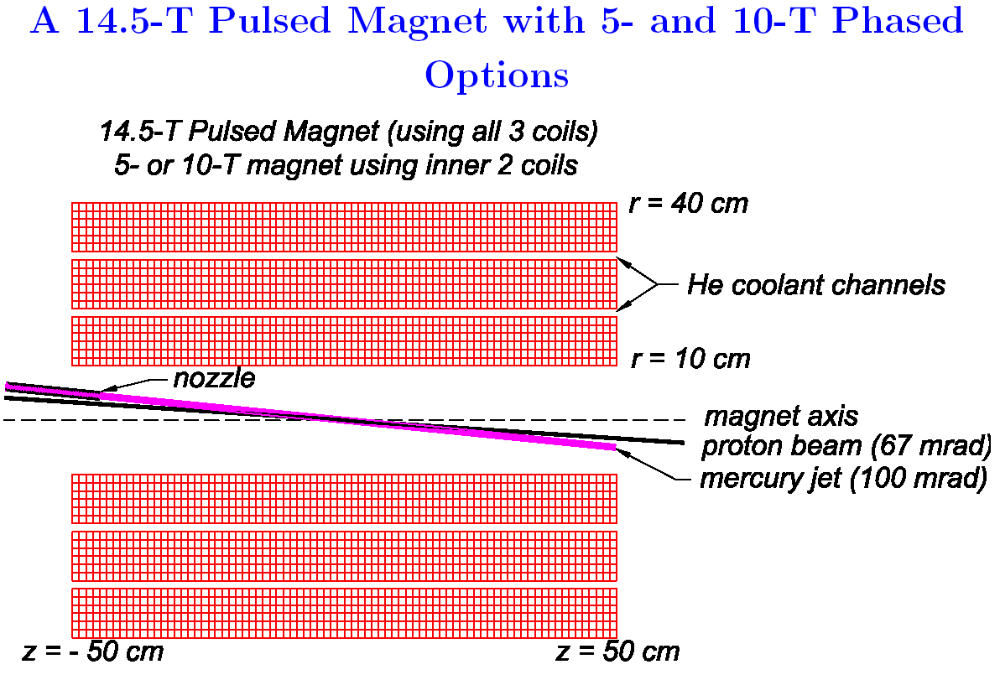 A 14.5-T Pulsed Magnet with 5- and 10-T Phased
Options
14.5-T Pulsed Magnet (using all 3 coils)
5- or 10-T magnet using inner 2 coils
r = 40 cm
He coolant channels
r = 10 cm
nozzle
magnet axis
proton beam (67 mrad)
mercury jet (100 mrad)
z = - 50 cm
z = 50 cm